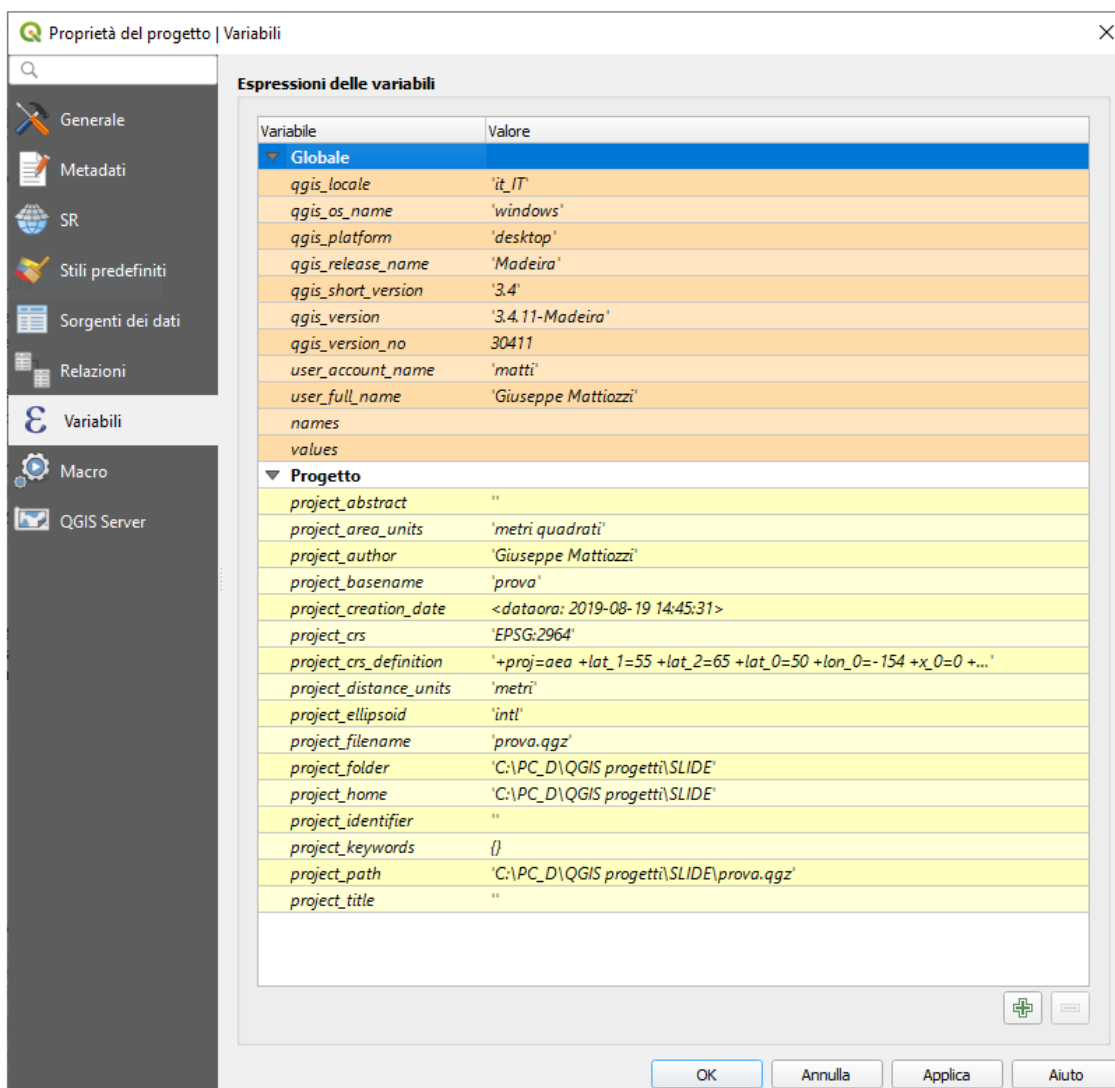 Proprietà del progetto | Variabili
Generale
Metadati
SR
Stili predefiniti
Sorgenti dei dati
Relazioni
Variabili
Macro
QGIS Server
Espressioni delle variabili
Variabile Valore
Globale
qgis_locale 'it_IT'
qgis_os_name 'windows'
qgis_platform 'desktop'
qgis_release_name 'Madeira'
qgis_short_version '3.4'
qgis_version '3.4.11-Madeira'
qgis_version_no 30411
user_account_name 'matti'
user_full_name 'Giuseppe Mattiozzi'
names
values
Progetto
project_abstract ''
project_area_units 'metri quadrati'
project_author 'Giuseppe Mattiozzi'
project_basename 'prova'
project_creation_date <dataora: 2019-08-19 14:45:31>
project_crs 'EPSG:2964'
project_crs_definition '+proj=aea +lat_1=55 +lat_2=65 +lat_0=50 +lon_0=-154 +x_0=0 +...'
project_distance_units 'metri'
project_ellipsoid 'intl'
project_filename 'prova.qgz'
project_folder 'C:\PC_D\QGIS progetti\SLIDE'
project_home 'C:\PC_D\QGIS progetti\SLIDE'
project_identifier ''
project_keywords {}
project_path 'C:\PC_D\QGIS progetti\SLIDE\prova.qgz'
project_title ''
OK Annulla Applica Aiuto